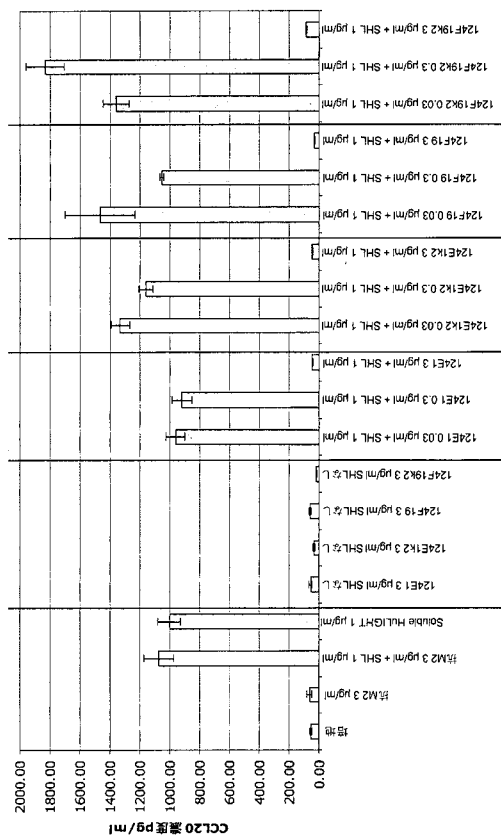 CCL20 濃度pg/ml
2000.00
1800.00
1600.00
1400.00
1200.00
1000.00
800.00
600.00
400.00
200.00
0.00
培地
抗M2 3 µg/ml
抗M2 3 µg/ml + SHL 1 µg/ml
Soluble HuLIGHT 1 µg/ml
124E1 3 µg/ml SHLなし
124E1k2 3 µg/ml SHLなし
124F19 3 µg/ml SHLなし
124F19k2 3 µg/ml SHLなし
124E1 0.03 µg/ml + SHL 1 µg/ml
124E1 0.3 µg/ml + SHL 1 µg/ml
124E1 3 µg/ml + SHL 1 µg/ml
124E1k2 0.03 µg/ml + SHL 1 µg/ml
124E1k2 0.3 µg/ml + SHL 1 µg/ml
124E1k2 3 µg/ml + SHL 1 µg/ml
124F19 0.03 µg/ml + SHL 1 µg/ml
124F19 0.3 µg/ml + SHL 1 µg/ml
124F19 3 µg/ml + SHL 1 µg/ml
124F19k2 0.03 µg/ml + SHL 1 µg/ml
124F19k2 0.3 µg/ml + SHL 1 µg/ml
124F19k2 3 µg/ml + SHL 1 µg/ml